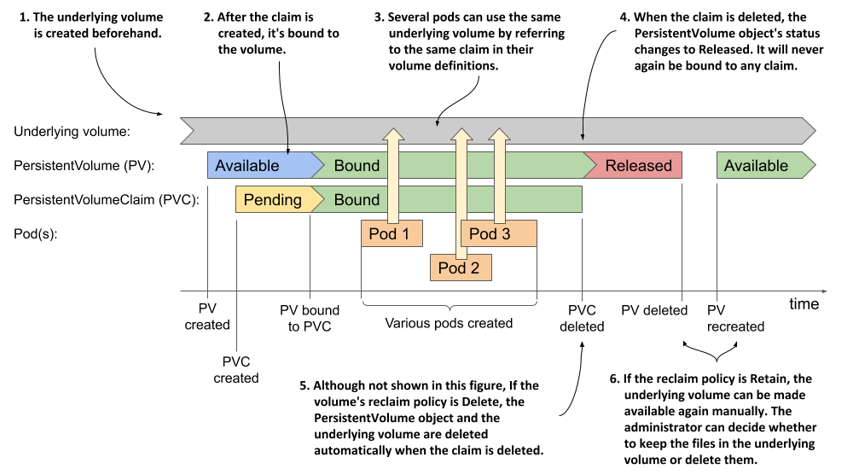 1. The underlying volume
is created beforehand.
2. After the claim is
created, it's bound to
the volume.
3. Several pods can use the same
underlying volume by referring
to the same claim in their
volume definitions.
4. When the claim is deleted, the
PersistentVolume object's status
changes to Released. It will never
again be bound to any claim.
Underlying volume:
PersistentVolume (PV):
Available
Bound
Released
Available
PersistentVolumeClaim (PVC):
Pending
Bound
Pod(s):
Pod 1
Pod 3
Pod 2
time
PV
created
PV bound
to PVC
Various pods created
PVC
deleted
PV deleted
PV
recreated
PVC
created
5. Although not shown in this figure, If the
volume's reclaim policy is Delete, the
PersistentVolume object and the
underlying volume are deleted
automatically when the claim is deleted.
6. If the reclaim policy is Retain, the
underlying volume can be made
available again manually. The
administrator can decide whether
to keep the files in the underlying
volume or delete them.